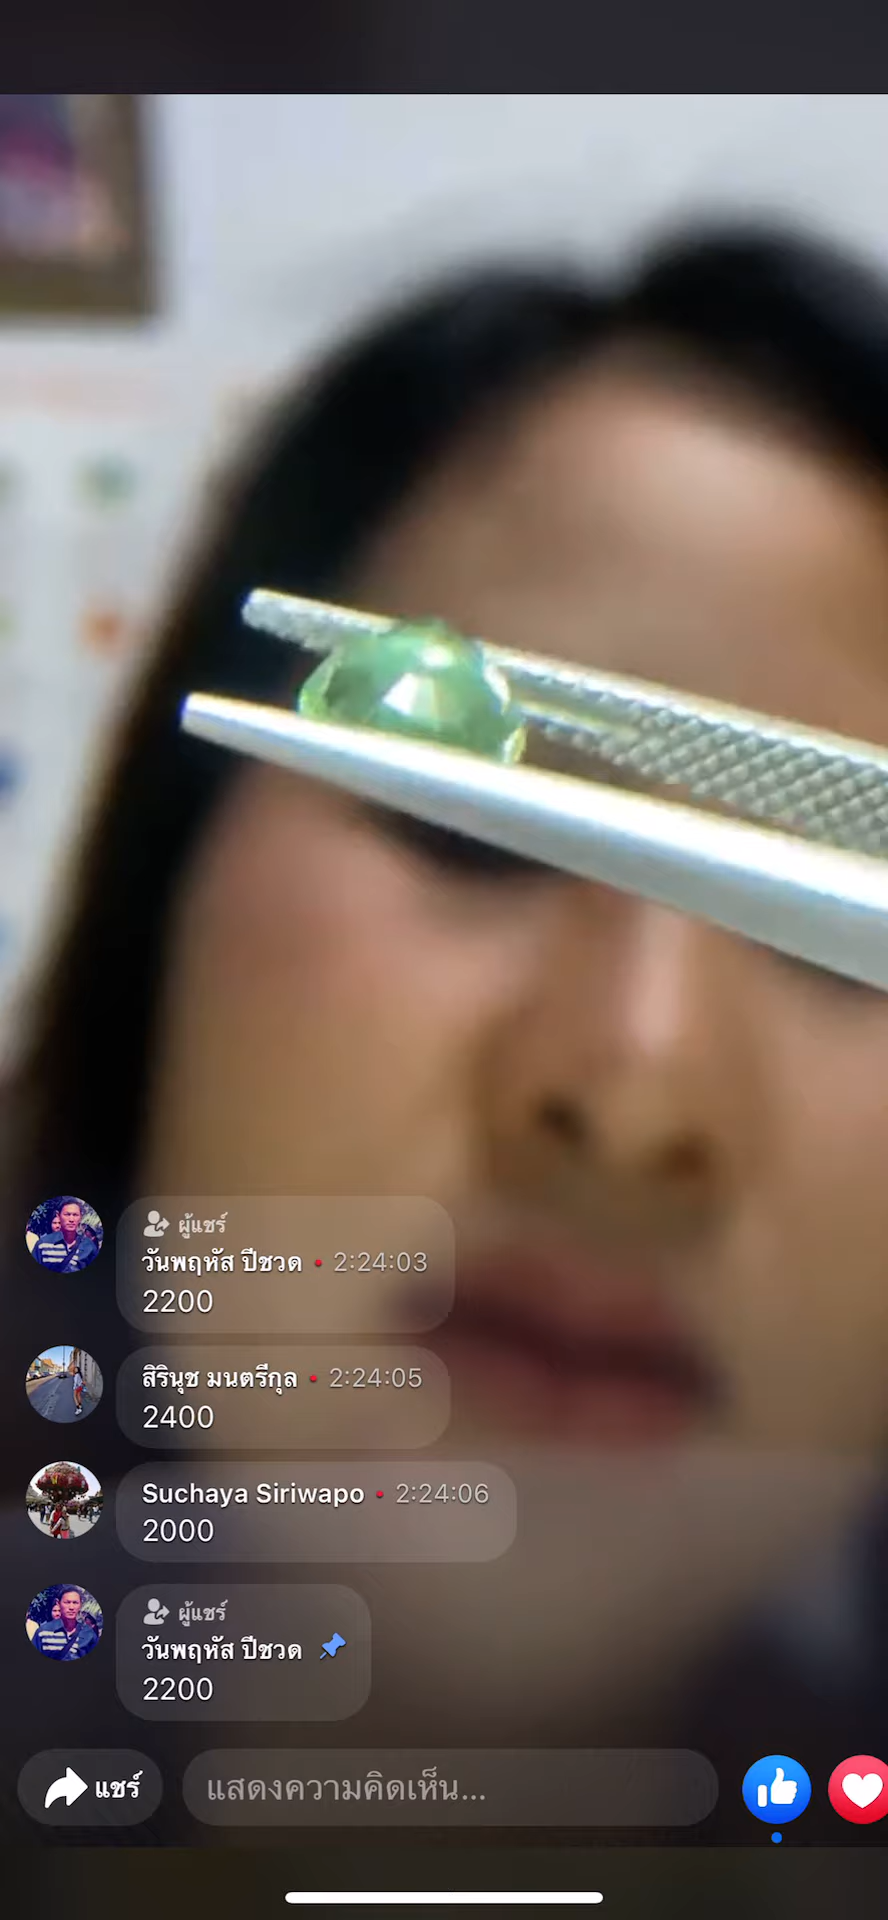 ผู้แชร์
วันพฤหัส ปีชวด • 2:24:03
2200
สิรินุช มนตรีกุล • 2:24:05
2400
Suchaya Siriwapo • 2:24:06
2000
ผู้แชร์
วันพฤหัส ปีชวด
2200
แชร์ แสดงความคิดเห็น...